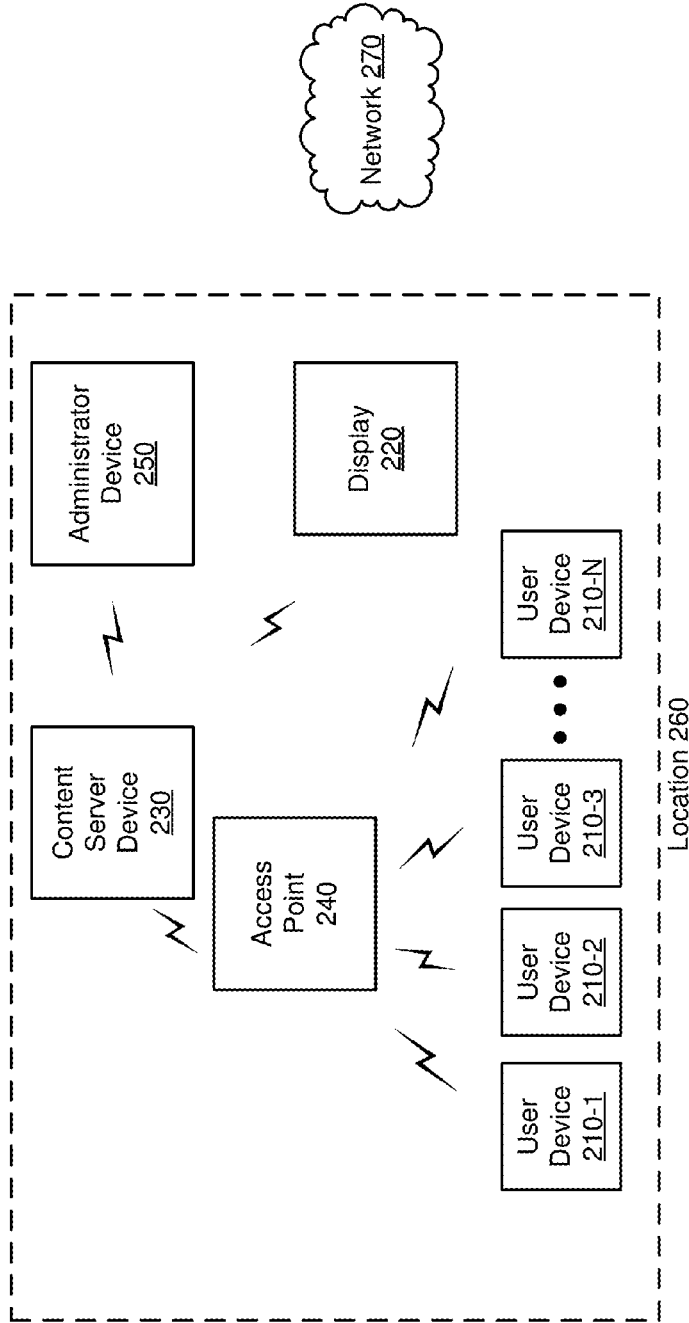 Content
Server
Device
230
Administrator
Device
250
Access
Point
240
Display
220
Network 270
User
Device
210-1
User
Device
210-2
User
Device
210-3
User
Device
210-N
Location 260